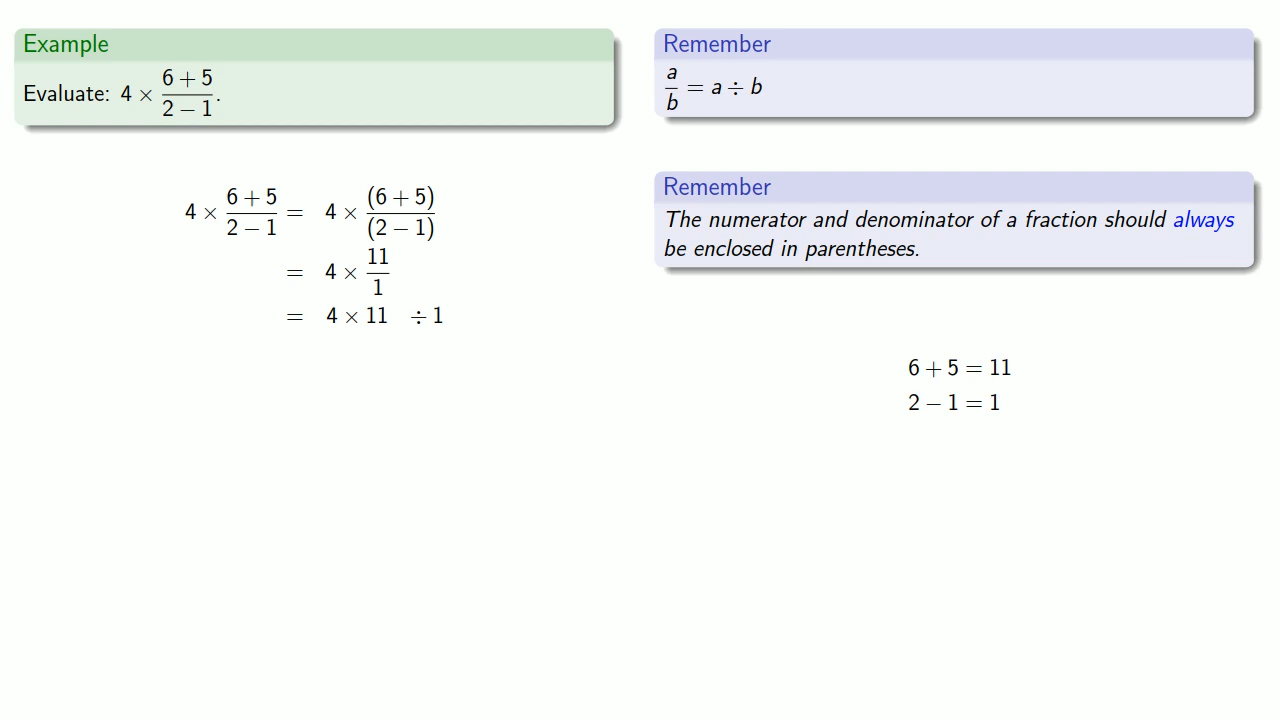 Example
Evaluate: 4 × (6 + 5)/(2 − 1).
4 × 6 + 5 / 2 − 1 = 4 × (6 + 5) / (2 − 1)
= 4 × 11/1
= 4 × 11 ÷ 1
Remember
a/b = a ÷ b
Remember
The numerator and denominator of a fraction should always
be enclosed in parentheses.
6 + 5 = 11
2 − 1 = 1